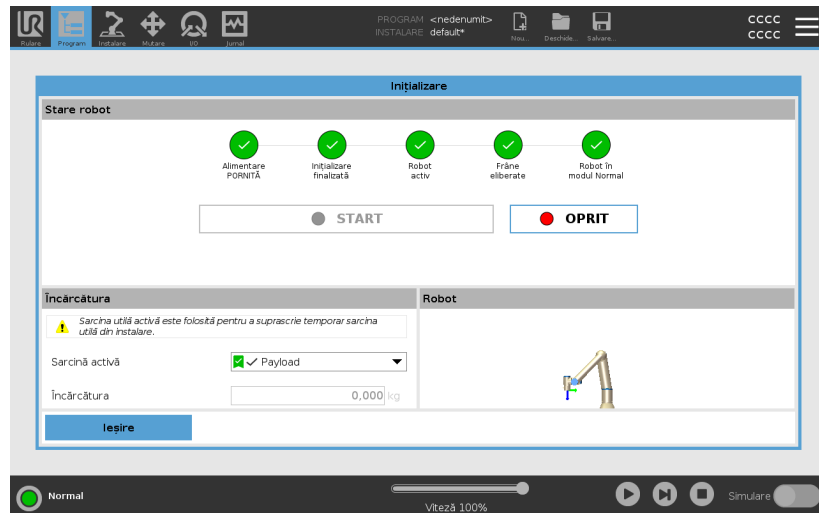 UR
PROGRAM <nedenumit>
INSTALARE default*
cccc
cccc
Rulare Program Instalare Mutare I/O Jurnal Nou... Deschide... Salvare...
Inițializare
Stare robot
Alimentare
PORNITĂ
Inițializare
finalizată
Robot
activ
Frâne
eliberate
Robot în
modul Normal
START
OPRIT
Încărcătura
Robot
Sarcina utilă activă este folosită pentru a suprascrie temporar sarcina
utilă din instalare.
Sarcină activă
Payload
Încărcătura
0,000 kg
Ieșire
Normal
Viteză 100%
Simulare